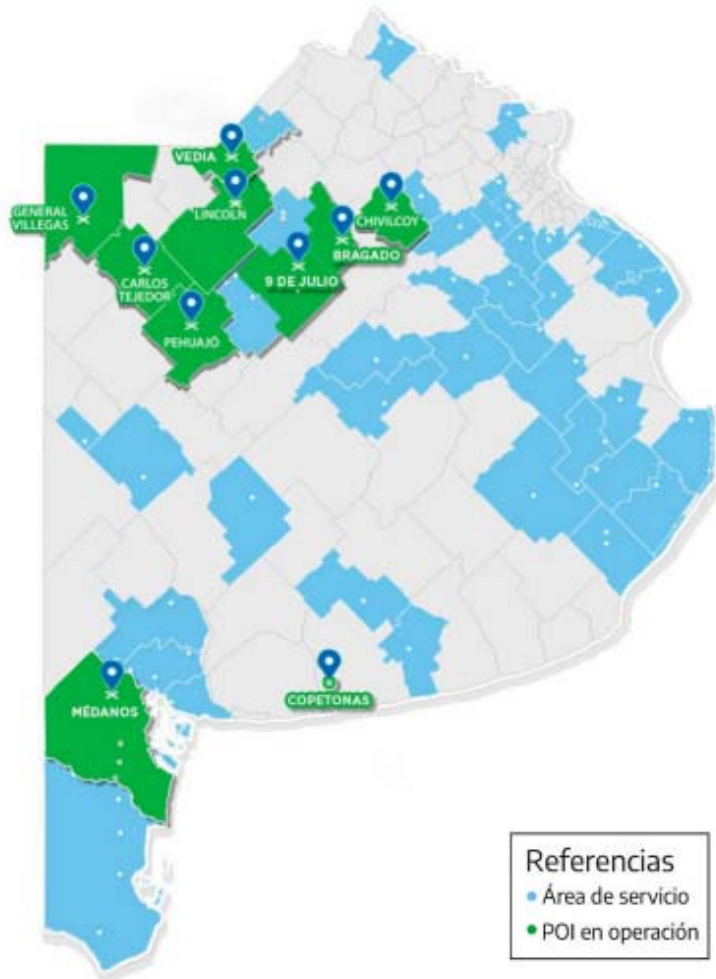 VEDIA
GENERAL
VILLEGAS
LINCOLN
CHIVILCOY
BRAGADO
CARLOS
TEJEDOR
9 DE JULIO
PEHUAJÓ
MÉDANOS
COPETONAS
Referencias
Área de servicio
POI en operación